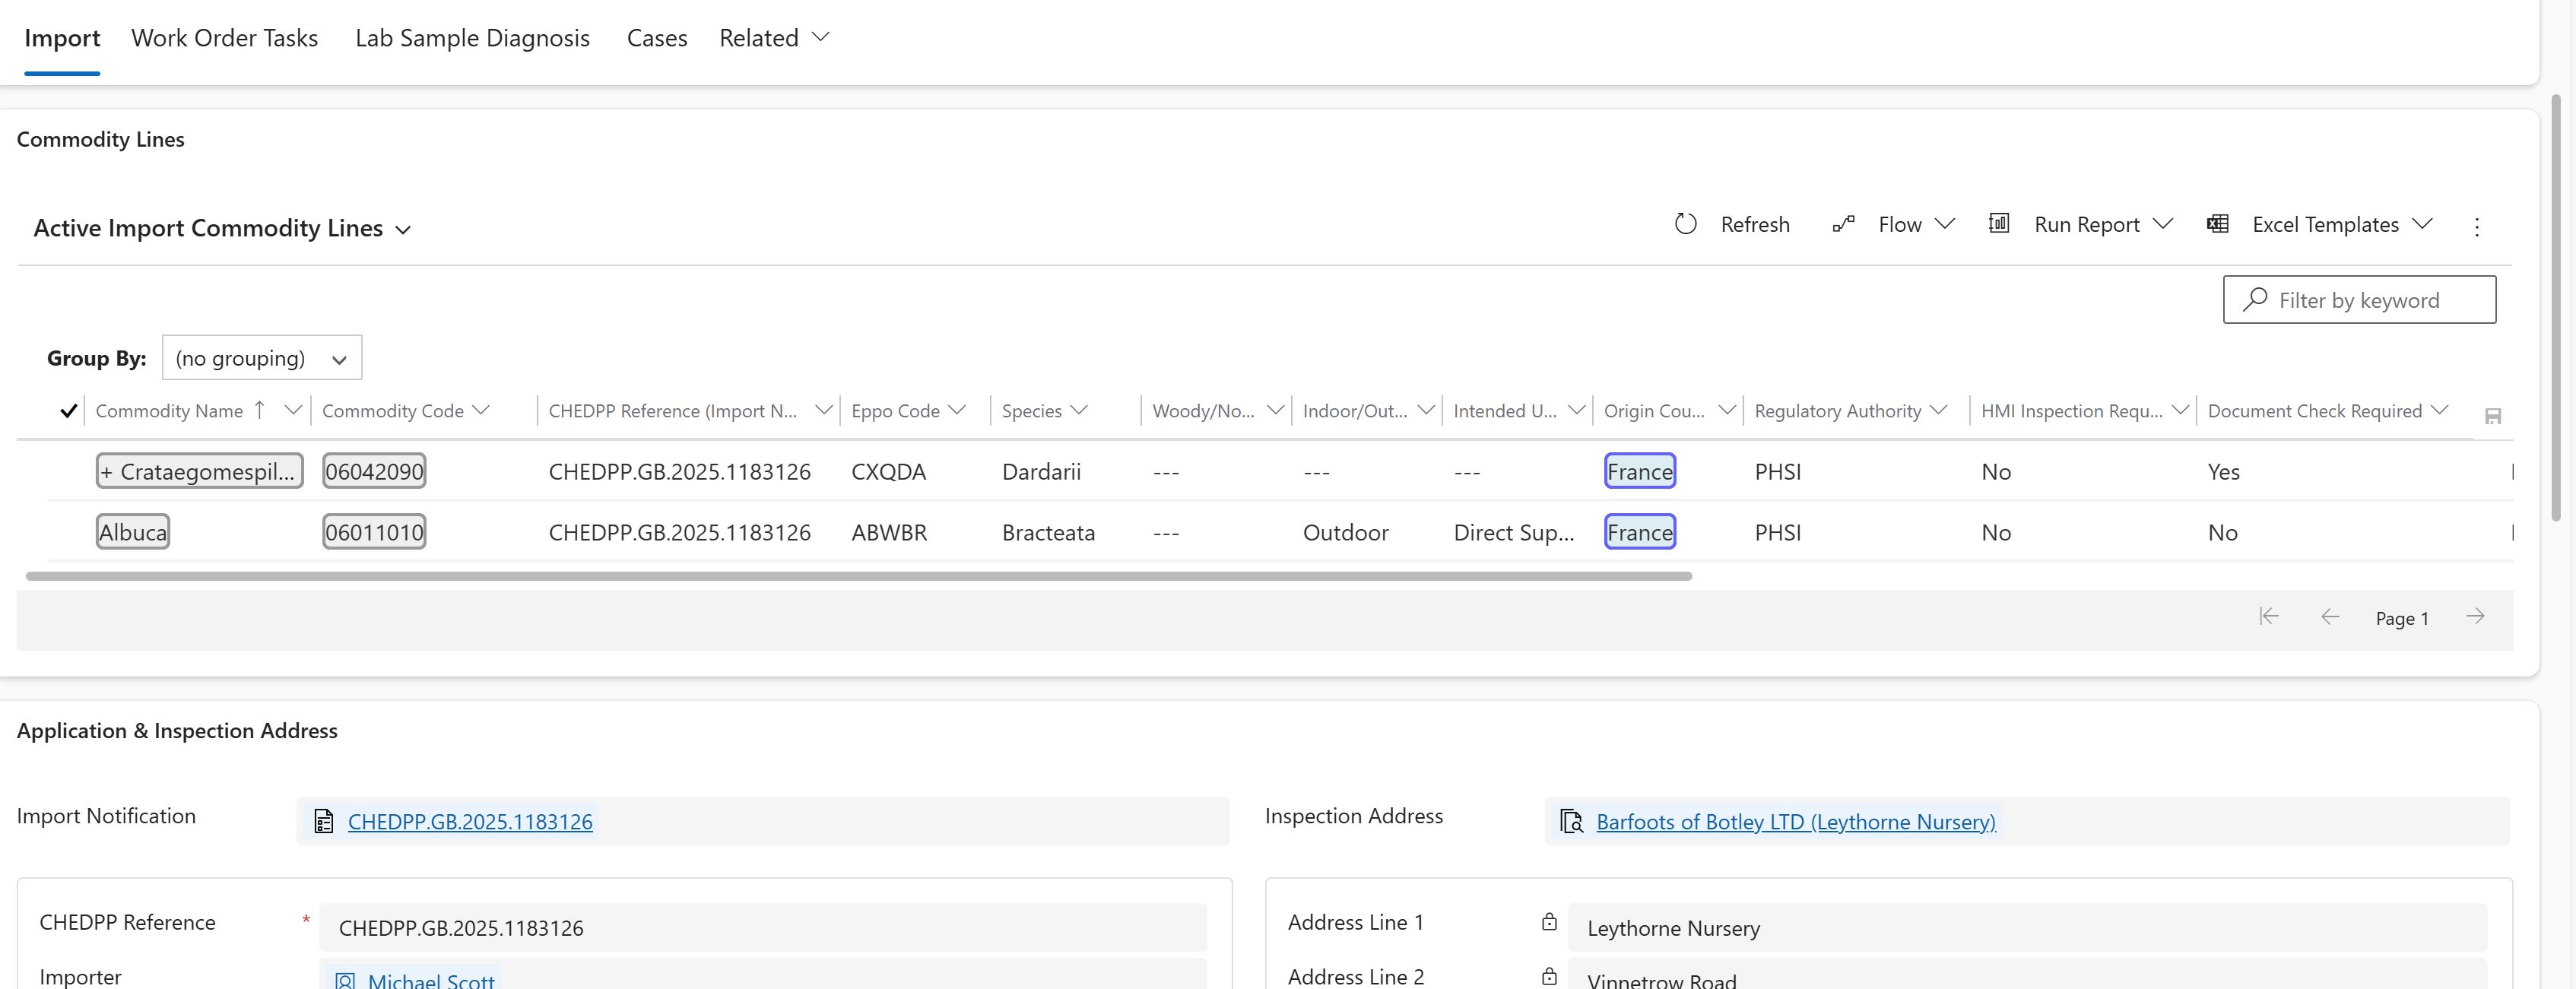 Import Work Order Tasks Lab Sample Diagnosis Cases Related
Commodity Lines
Active Import Commodity Lines Refresh Flow Run Report Excel Templates
Filter by keyword
Group By: (no grouping)
Commodity Name Commodity Code CHEDPP Reference (Import N... Eppo Code Species Woody/No... Indoor/Out... Intended U... Origin Cou... Regulatory Authority HMI Inspection Requ... Document Check Required
+ Crataegomespil... 06042090 CHEDPP.GB.2025.1183126 CXQDA Dardarii --- --- --- France PHSI No Yes
Albuca 06011010 CHEDPP.GB.2025.1183126 ABWBR Bracteata --- Outdoor Direct Sup... France PHSI No No
Page 1
Application & Inspection Address
Import Notification CHEDPP.GB.2025.1183126 Inspection Address Barfoots of Botley LTD (Leythorne Nursery)
CHEDPP Reference * CHEDPP.GB.2025.1183126 Address Line 1 Leythorne Nursery
Importer Michael Scott Address Line 2 Vinnetrow Road